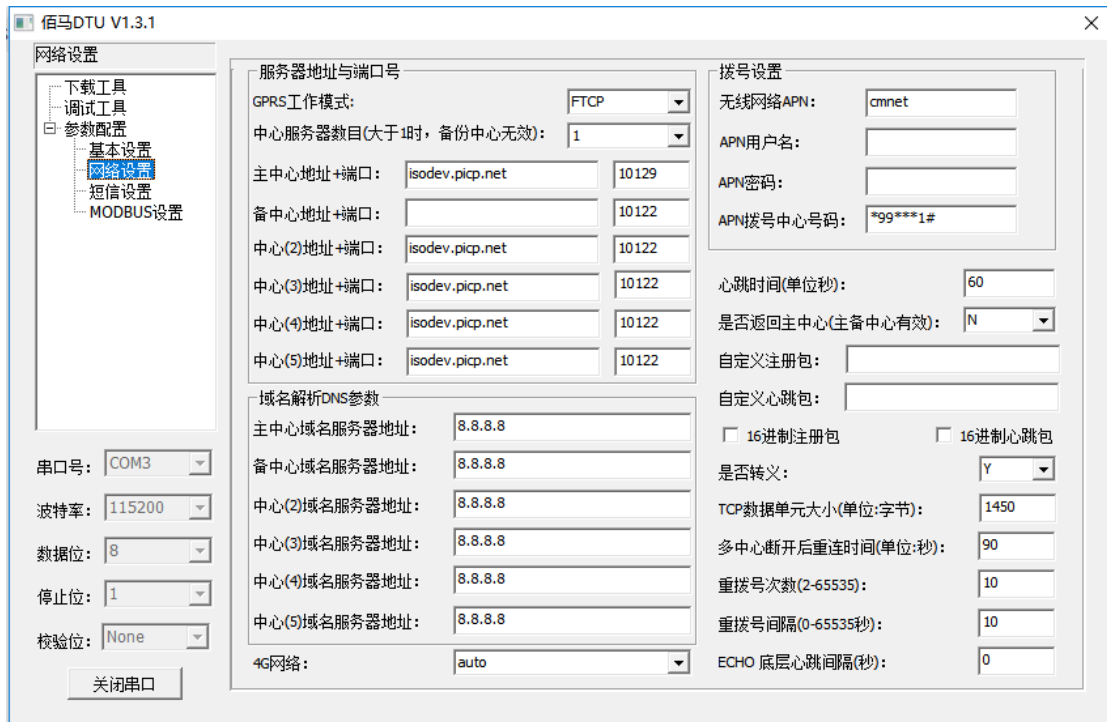 佰马DTU V1.3.1
网络设置
下载工具
调试工具
参数配置
基本设置
网络设置
短信设置
MODBUS设置
串口号: COM3
波特率: 115200
数据位: 8
停止位: 1
校验位: None
关闭串口
服务器地址与端口号
GPRS工作模式: FTCP
中心服务器数目(大于1时，备份中心无效): 1
主中心地址+端口: isodev.picp.net 10129
备中心地址+端口: 10122
中心(2)地址+端口: isodev.picp.net 10122
中心(3)地址+端口: isodev.picp.net 10122
中心(4)地址+端口: isodev.picp.net 10122
中心(5)地址+端口: isodev.picp.net 10122
域名解析DNS参数
主中心域名服务器地址: 8.8.8.8
备中心域名服务器地址: 8.8.8.8
中心(2)域名服务器地址: 8.8.8.8
中心(3)域名服务器地址: 8.8.8.8
中心(4)域名服务器地址: 8.8.8.8
中心(5)域名服务器地址: 8.8.8.8
4G网络: auto
拨号设置
无线网络APN: cmnet
APN用户名:
APN密码:
APN拨号中心号码: *99***1#
心跳时间(单位秒): 60
是否返回主中心(主备中心有效): N
自定义注册包:
自定义心跳包:
16进制注册包 16进制心跳包
是否转义: Y
TCP数据单元大小(单位:字节): 1450
多中心断开后重连时间(单位:秒): 90
重拨号次数(2-65535): 10
重拨号间隔(0-65535秒): 10
ECHO 底层心跳间隔(秒): 0